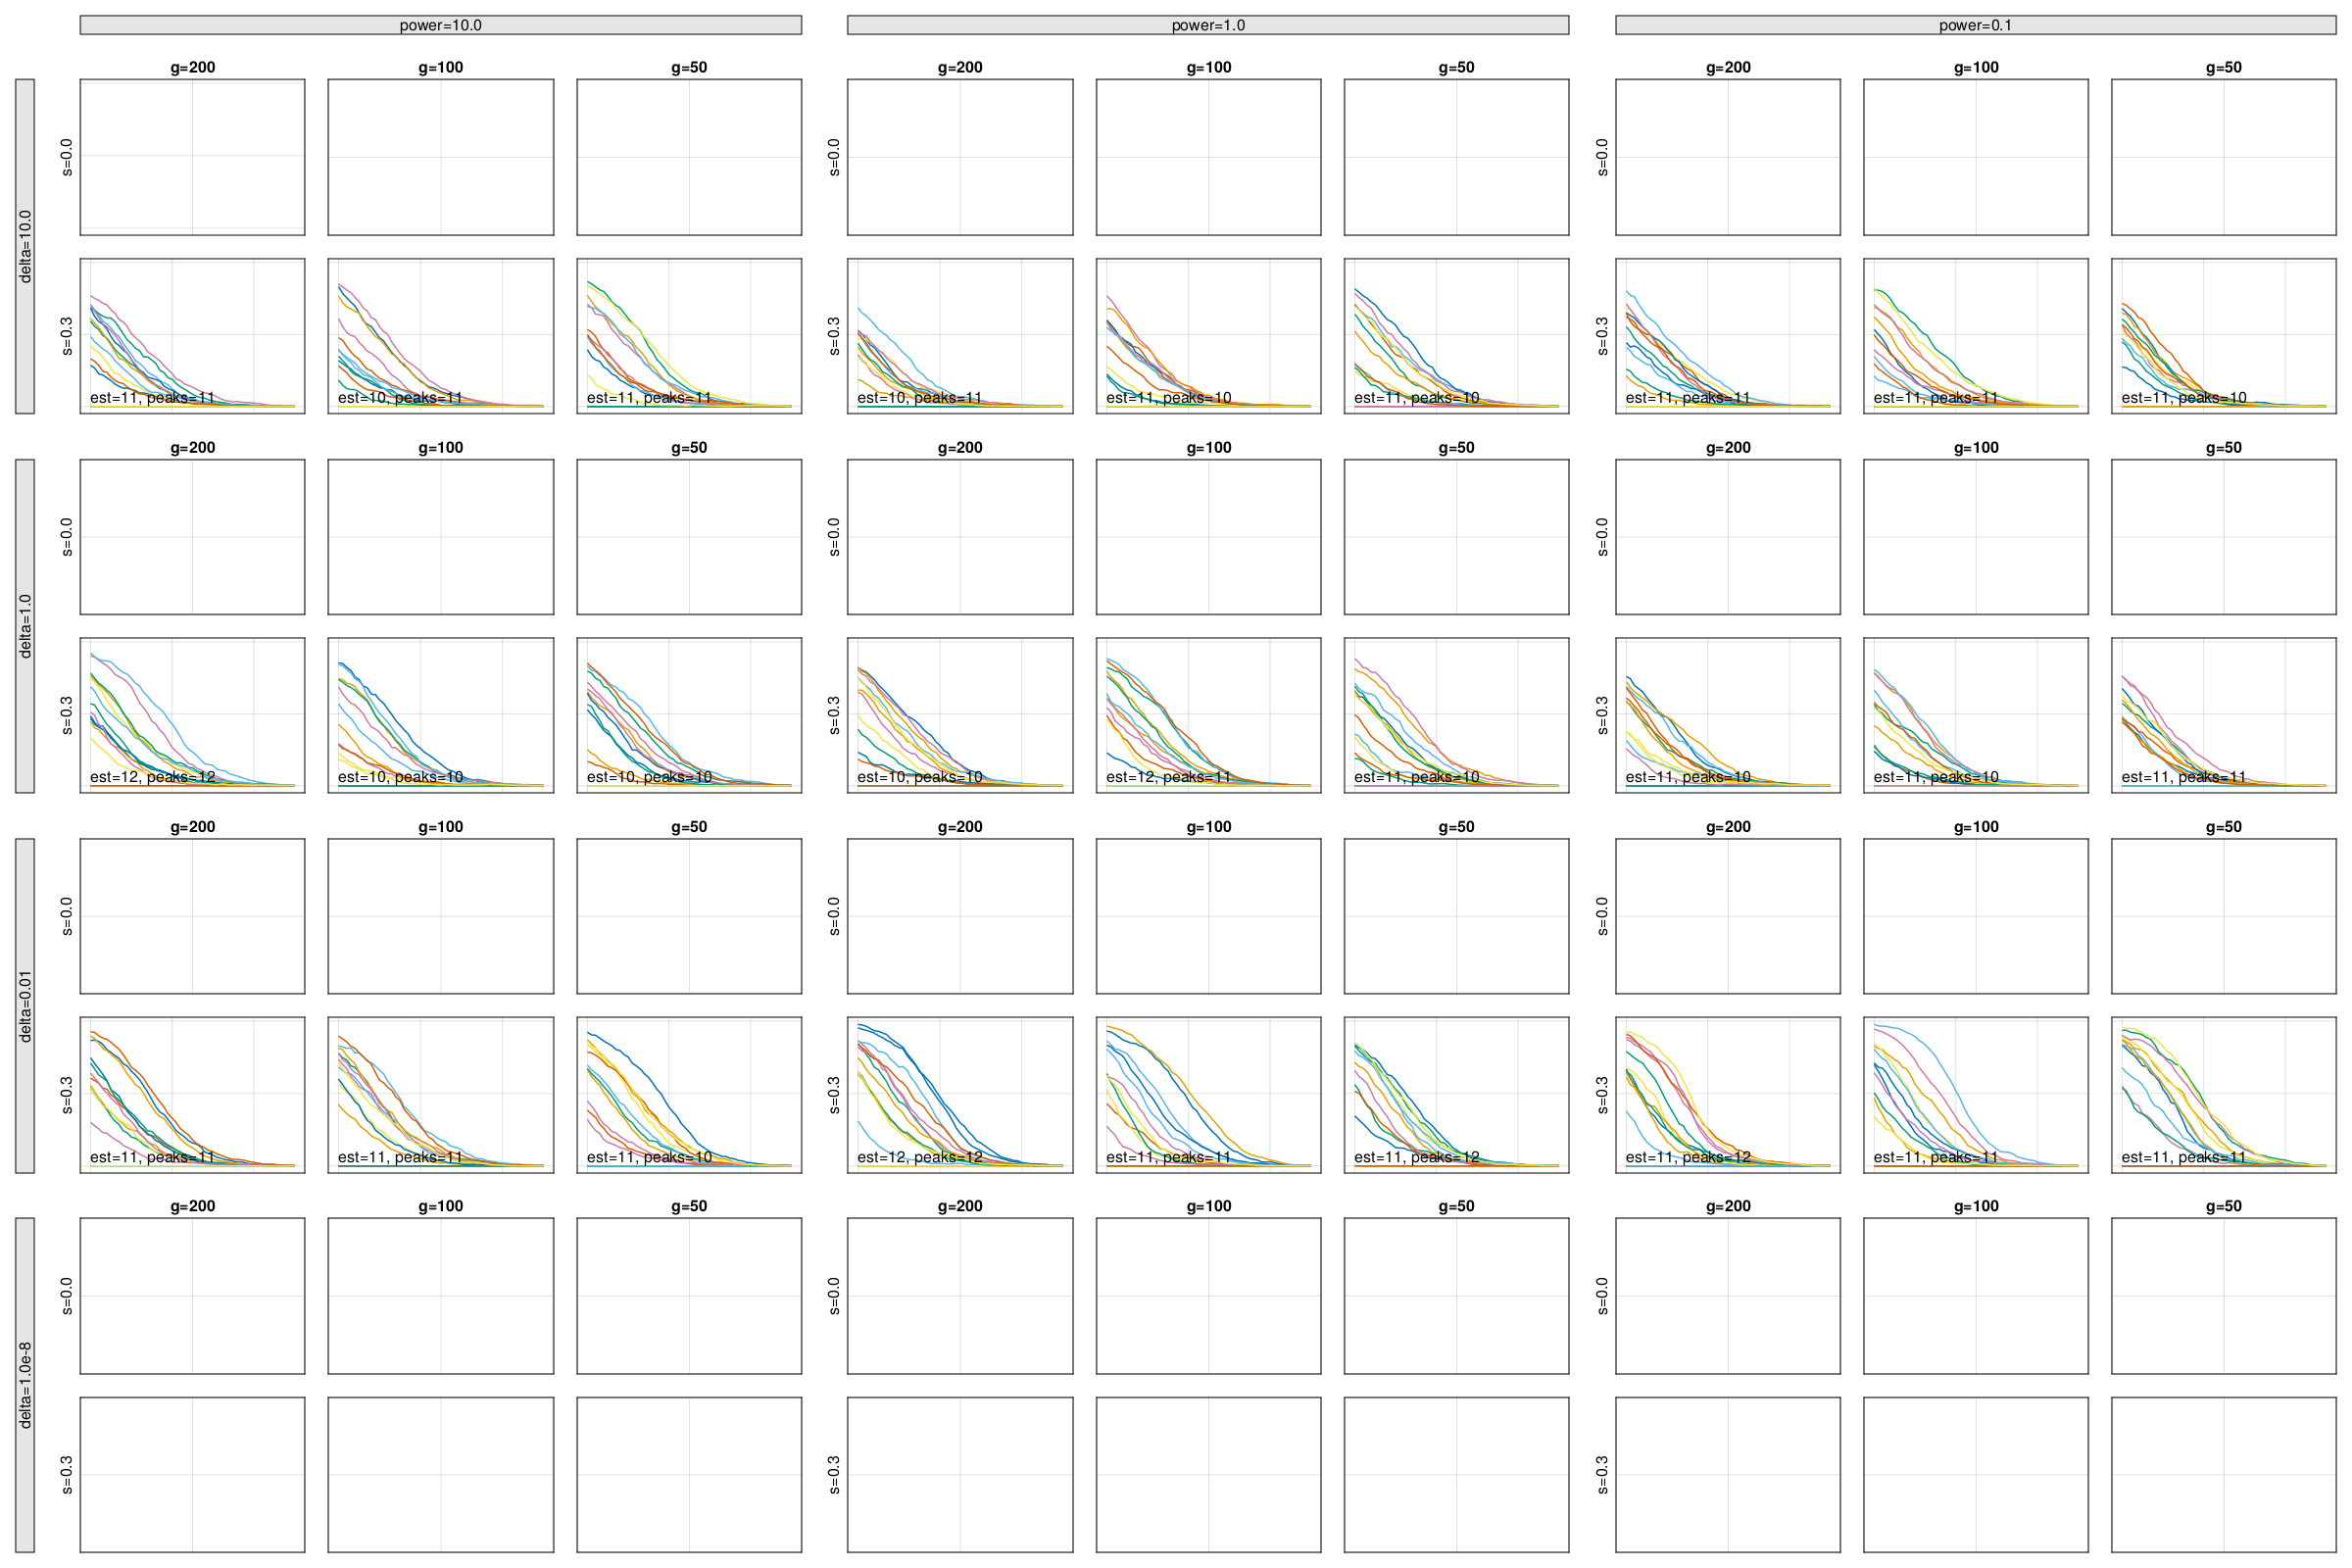 power=10.0 power=1.0 power=0.1
delta=10.0
g=200 g=100 g=50 g=200 g=100 g=50 g=200 g=100 g=50
s=0.0 s=0.0 s=0.0
s=0.3 s=0.3 s=0.3
est=11, peaks=11 est=10, peaks=11 est=11, peaks=11 est=10, peaks=11 est=11, peaks=10 est=11, peaks=10 est=11, peaks=11 est=11, peaks=11 est=11, peaks=10
delta=1.0
g=200 g=100 g=50 g=200 g=100 g=50 g=200 g=100 g=50
s=0.0 s=0.0 s=0.0
s=0.3 s=0.3 s=0.3
est=12, peaks=12 est=10, peaks=10 est=10, peaks=10 est=10, peaks=10 est=12, peaks=11 est=11, peaks=10 est=11, peaks=10 est=11, peaks=10 est=11, peaks=11
delta=0.01
g=200 g=100 g=50 g=200 g=100 g=50 g=200 g=100 g=50
s=0.0 s=0.0 s=0.0
s=0.3 s=0.3 s=0.3
est=11, peaks=11 est=11, peaks=11 est=11, peaks=10 est=12, peaks=12 est=11, peaks=11 est=11, peaks=12 est=11, peaks=12 est=11, peaks=11 est=11, peaks=11
delta=1.0e-8
g=200 g=100 g=50 g=200 g=100 g=50 g=200 g=100 g=50
s=0.0 s=0.0 s=0.0
s=0.3 s=0.3 s=0.3